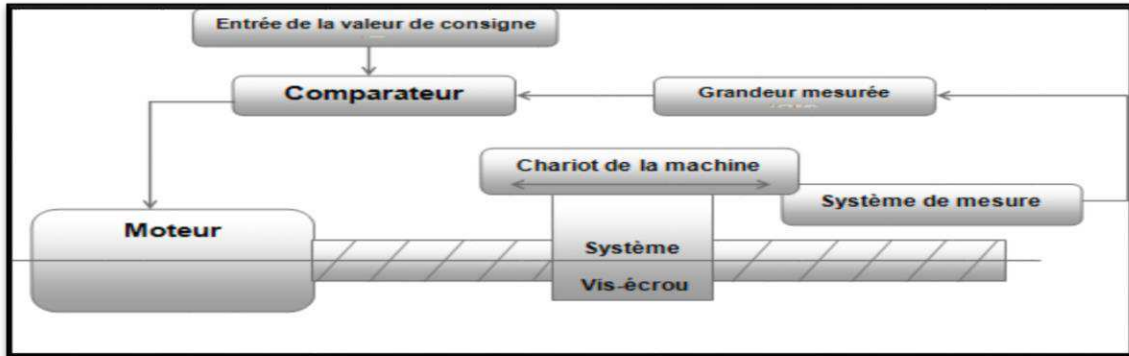 Entrée de la valeur de consigne
Comparateur
Grandeur mesurée
Chariot de la machine
Système de mesure
Moteur
Système
Vis-écrou